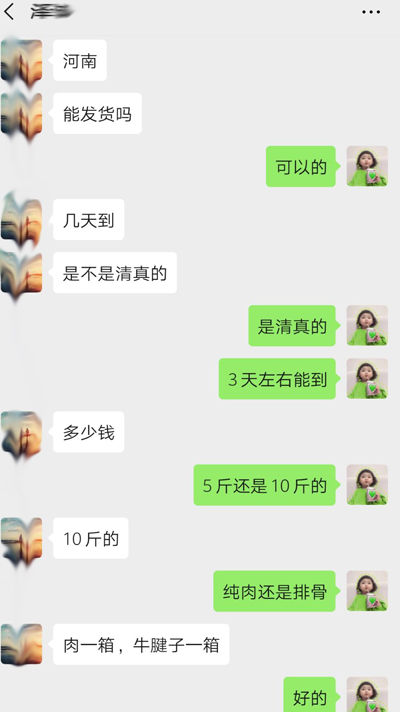 河南
能发货吗
可以的
几天到
是不是清真的
是清真的
3天左右能到
多少钱
5斤还是10斤的
10斤的
纯肉还是排骨
肉一箱，牛腱子一箱
好的